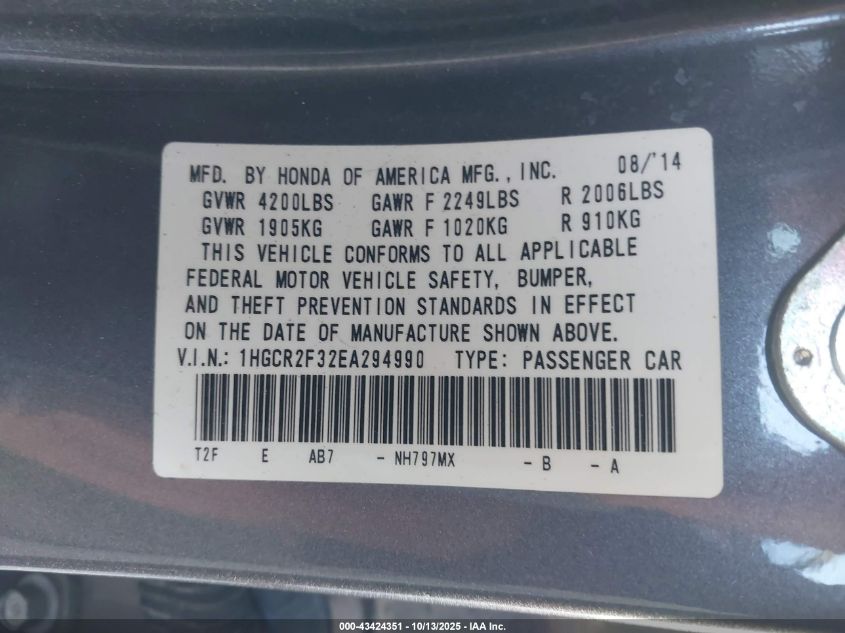 MFD. BY HONDA OF AMERICA MFG., INC. 08/'14
GVWR 4200LBS GAWR F 2249LBS R 2006LBS
GVWR 1905KG GAWR F 1020KG R 910KG
THIS VEHICLE CONFORMS TO ALL APPLICABLE
FEDERAL MOTOR VEHICLE SAFETY, BUMPER,
AND THEFT PREVENTION STANDARDS IN EFFECT
ON THE DATE OF MANUFACTURE SHOWN ABOVE.
V.I.N.: 1HGCR2F32EA294990 TYPE: PASSENGER CAR
T2F E AB7 - NH797MX - B - A
000-43424351 - 10/13/2025 - IAA Inc.